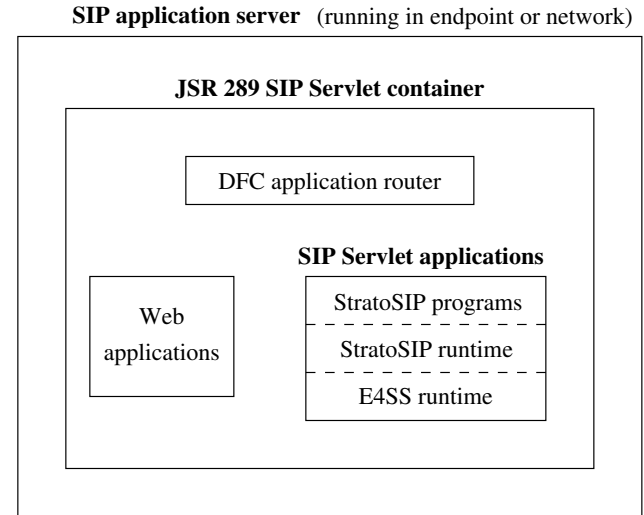 SIP application server (running in endpoint or network)
JSR 289 SIP Servlet container
DFC application router
SIP Servlet applications
Web
applications
StratoSIP programs
StratoSIP runtime
E4SS runtime